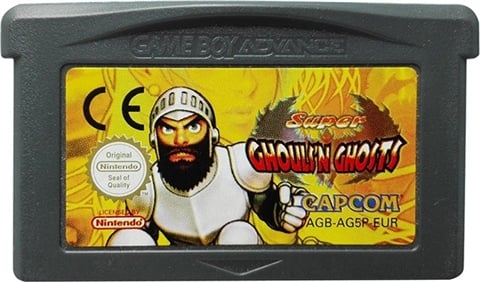 GAME BOY ADVANCE
CE
Original
Nintendo
Seal of
Quality
LICENSED BY
Nintendo
Super
GHOULS'N GHOSTS
CAPCOM
AGB-AG5P-EUR